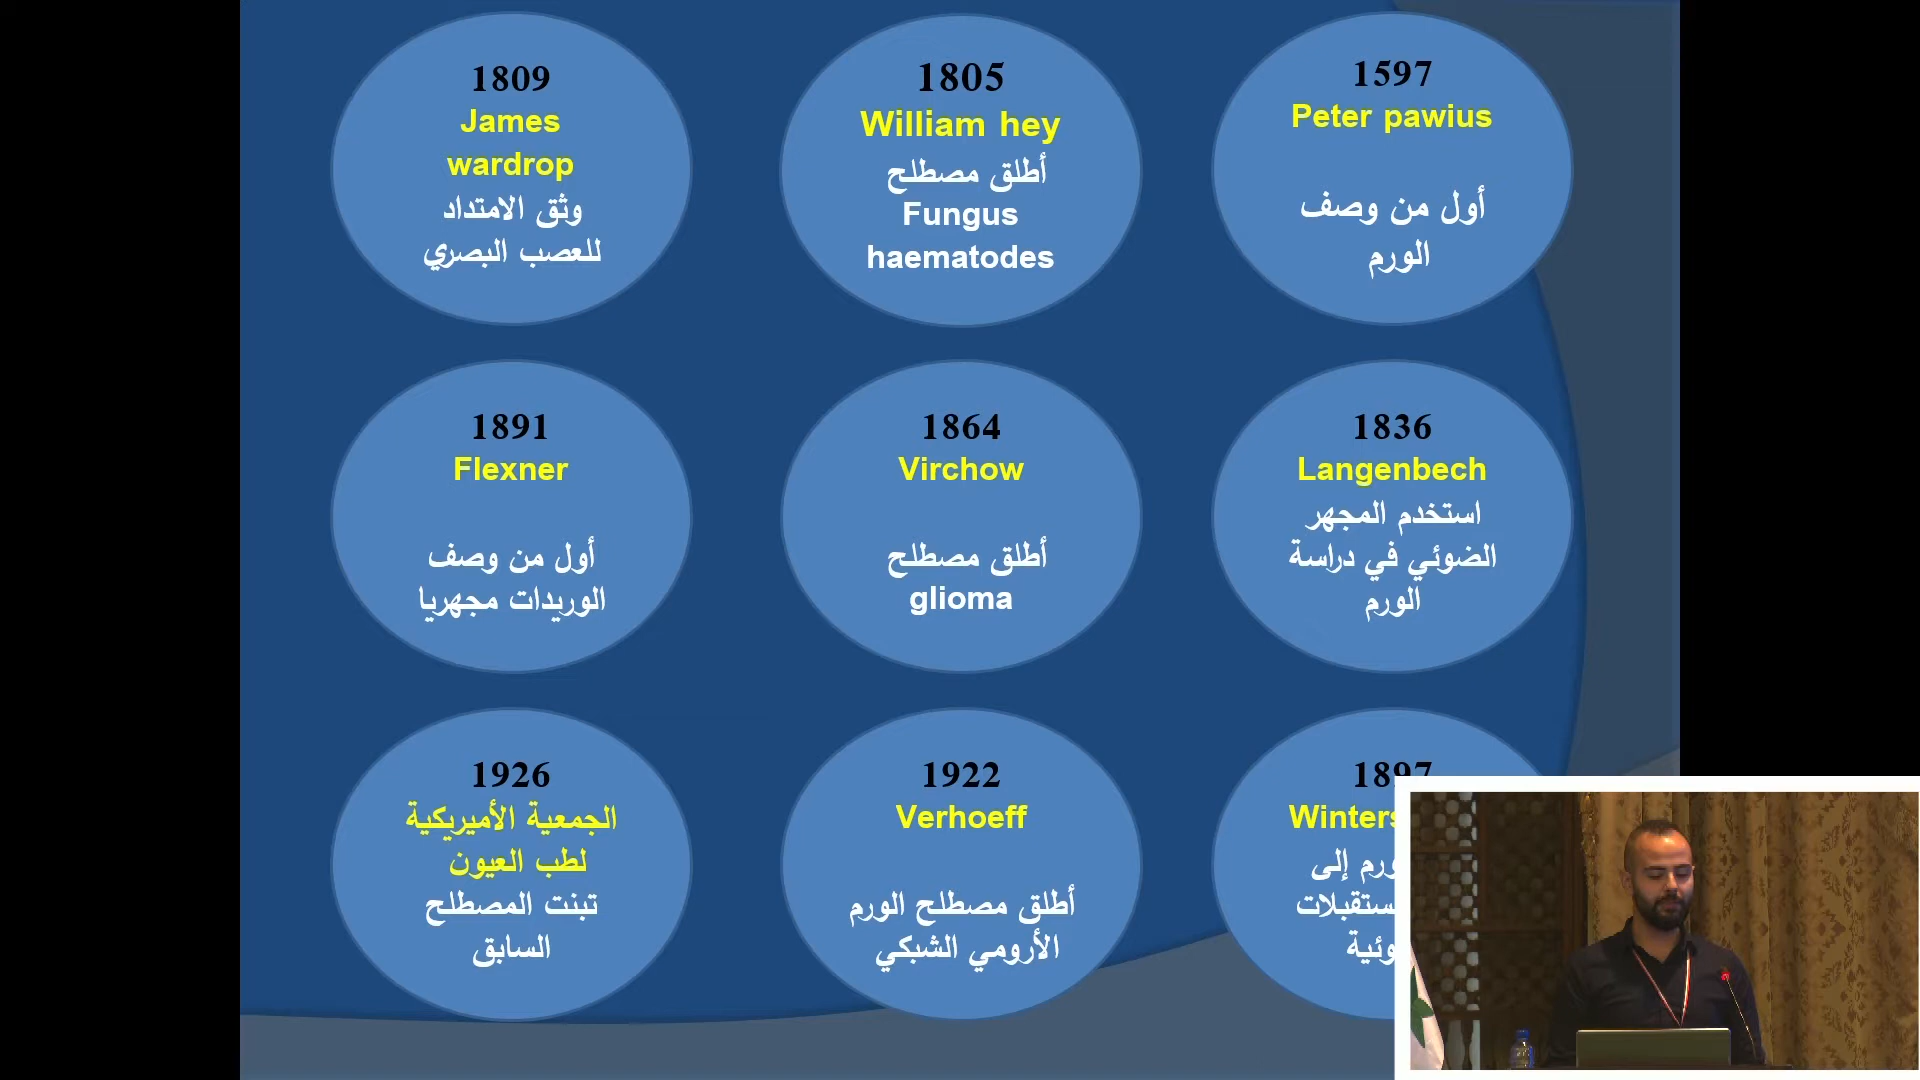 1597
Peter pawius
أول من وصف
الورم
1805
William hey
أطلق مصطلح
Fungus
haematodes
1809
James
wardrop
وثق الامتداد
للعصب البصري
1836
Langenbech
استخدم المجهر
الضوئي في دراسة
الورم
1864
Virchow
أطلق مصطلح
glioma
1891
Flexner
أول من وصف
الوريدات مجهريا
1897
إلى
1922
Verhoeff
أطلق مصطلح الورم
الأرومي الشبكي
1926
الجمعية الأميريكية
لطب العيون
تبنت المصطلح
السابق